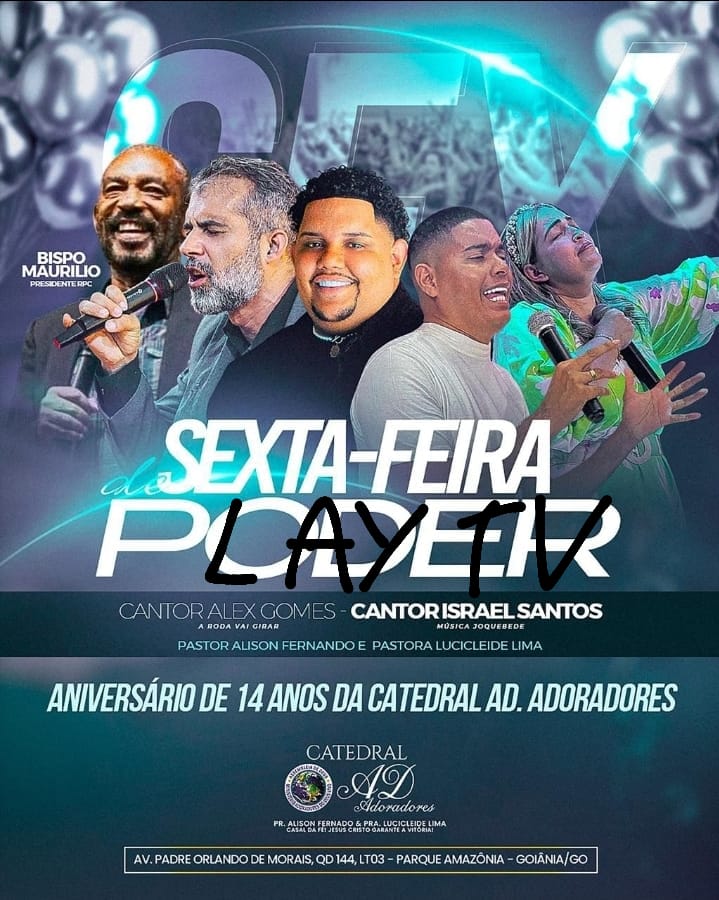 SEX
BISPO
MAURILIO
PRESIDENTE RPC
SEXTA-FEIRA
do
PODER
LAY TV
CANTOR ALEX GOMES - CANTOR ISRAEL SANTOS
A RODA VAI GIRAR MÚSICA JOQUEBEDE
PASTOR ALISON FERNANDO E PASTORA LUCICLEIDE LIMA
ANIVERSÁRIO DE 14 ANOS DA CATEDRAL AD. ADORADORES
CATEDRAL
AD
Adoradores
PR. ALISON FERNADO & PRA. LUCICLEIDE LIMA
CASAL DA FÉ! JESUS CRISTO GARANTE A VITÓRIA!
AV. PADRE ORLANDO DE MORAIS, QD 144, LT03 - PARQUE AMAZÔNIA - GOIÂNIA/GO